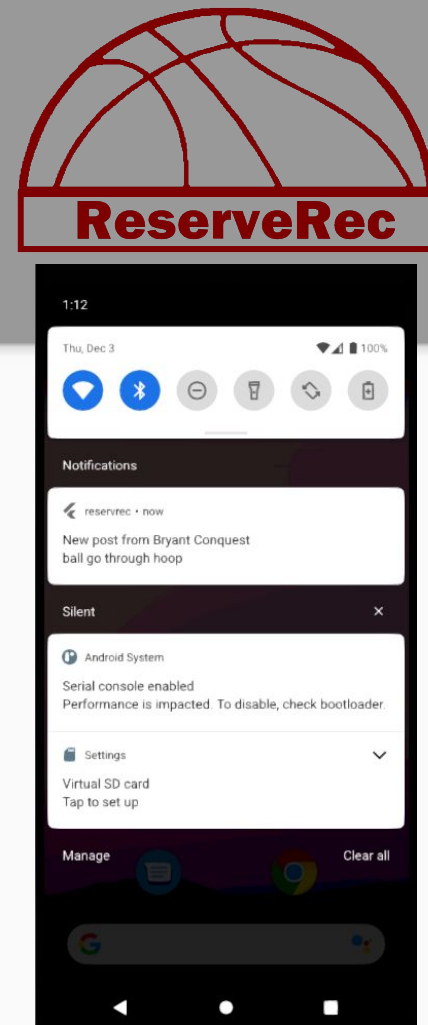 ReserveRec
1:12
Thu, Dec 3
100%
Notifications
reservrec • now
New post from Bryant Conquest
ball go through hoop
Silent
Android System
Serial console enabled
Performance is impacted. To disable, check bootloader.
Settings
Virtual SD card
Tap to set up
Manage
Clear all
G